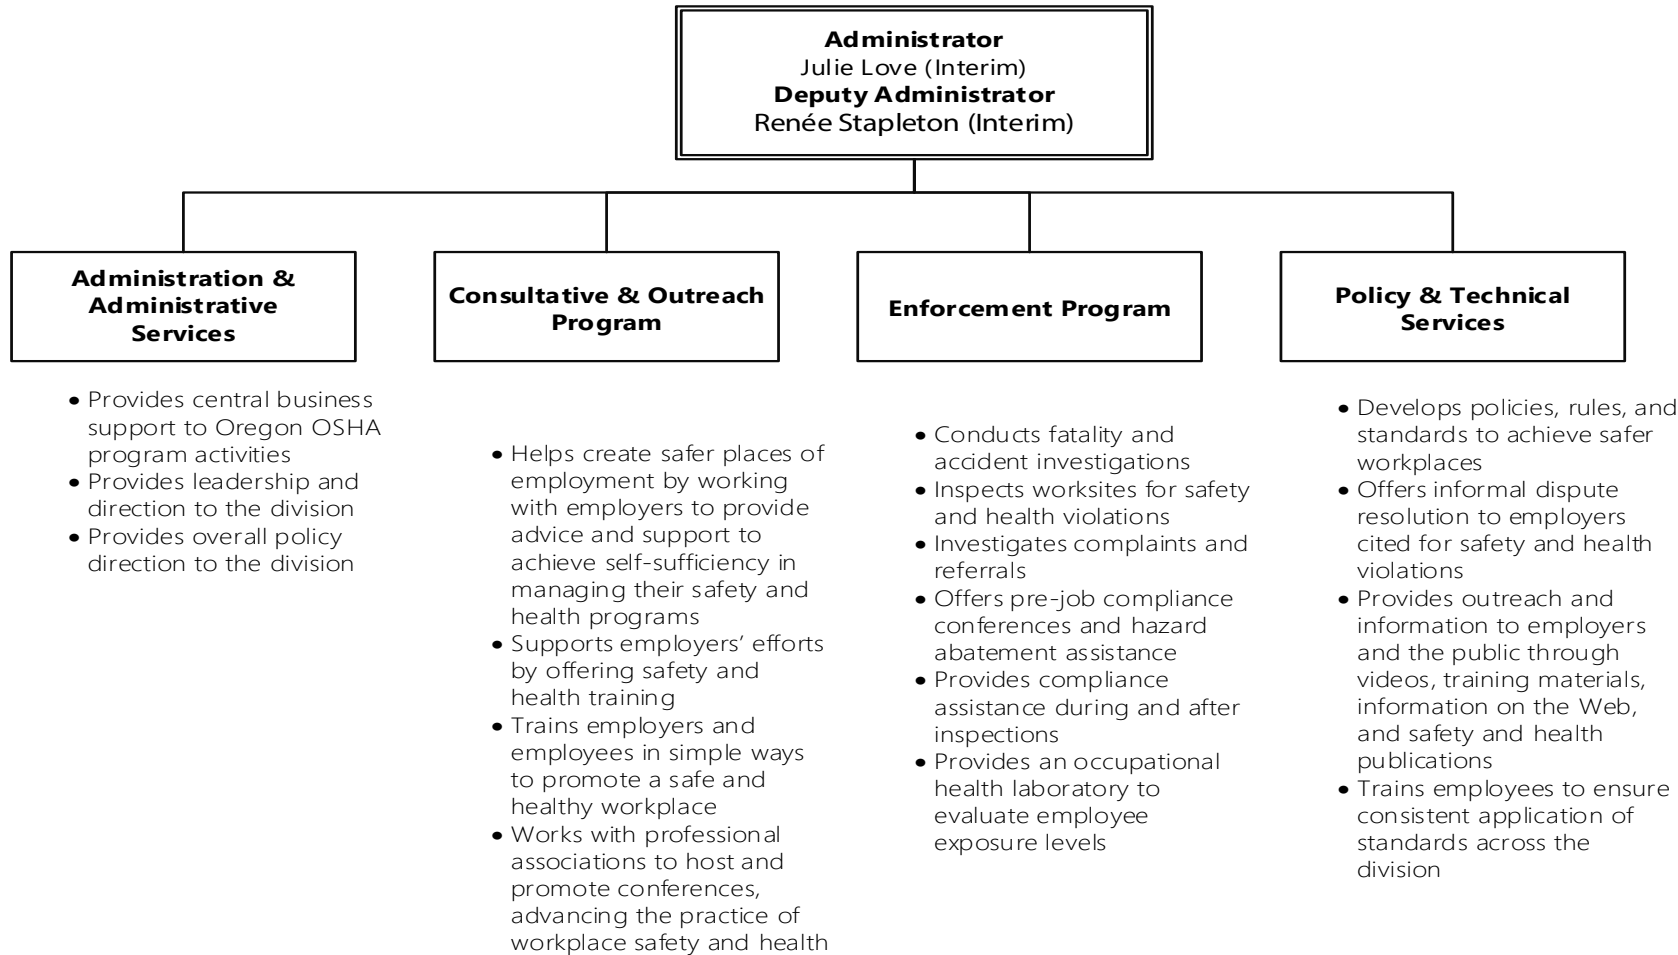 Administrator
Julie Love (Interim)
Deputy Administrator
Renée Stapleton (Interim)
Administration &
Administrative
Services
• Provides central business
support to Oregon OSHA
program activities
• Provides leadership and
direction to the division
• Provides overall policy
direction to the division
Consultative & Outreach
Program
• Helps create safer places of
employment by working
with employers to provide
advice and support to
achieve self-sufficiency in
managing their safety and
health programs
• Supports employers’ efforts
by offering safety and
health training
• Trains employers and
employees in simple ways
to promote a safe and
healthy workplace
• Works with professional
associations to host and
promote conferences,
advancing the practice of
workplace safety and health
Enforcement Program
• Conducts fatality and
accident investigations
• Inspects worksites for safety
and health violations
• Investigates complaints and
referrals
• Offers pre-job compliance
conferences and hazard
abatement assistance
• Provides compliance
assistance during and after
inspections
• Provides an occupational
health laboratory to
evaluate employee
exposure levels
Policy & Technical
Services
• Develops policies, rules, and
standards to achieve safer
workplaces
• Offers informal dispute
resolution to employers
cited for safety and health
violations
• Provides outreach and
information to employers
and the public through
videos, training materials,
information on the Web,
and safety and health
publications
• Trains employees to ensure
consistent application of
standards across the
division